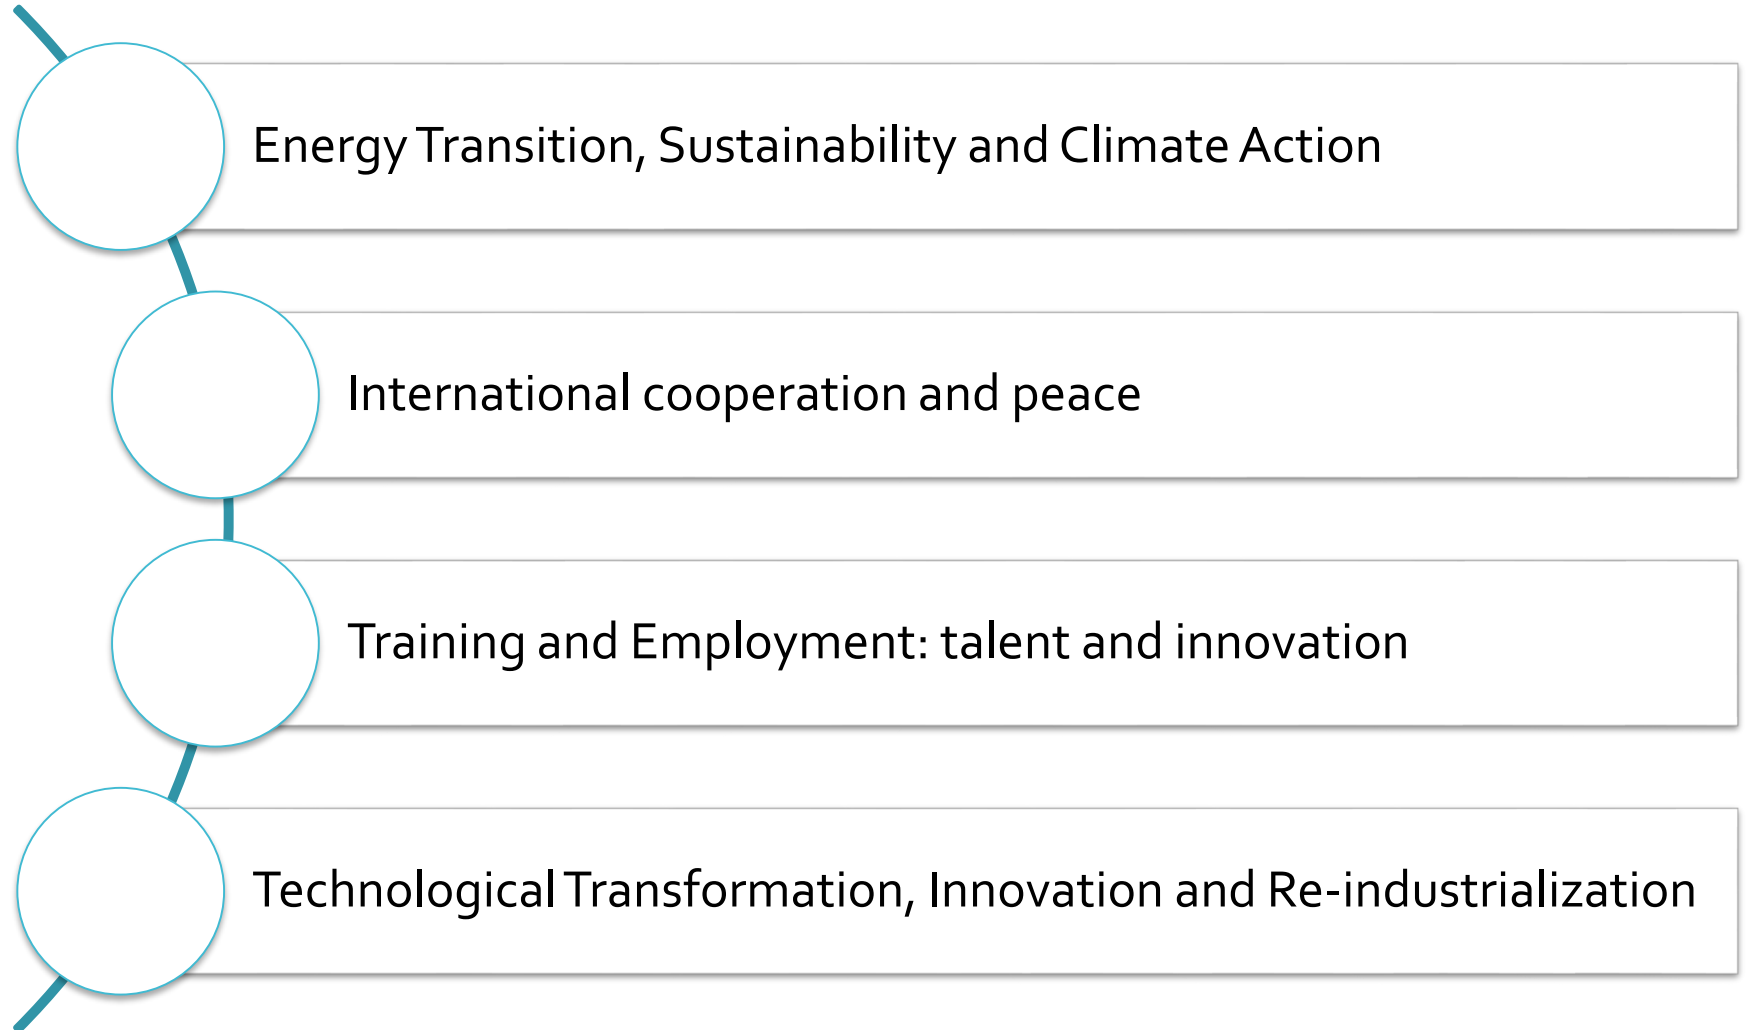 Energy Transition, Sustainability and Climate Action
International cooperation and peace
Training and Employment: talent and innovation
Technological Transformation, Innovation and Re-industrialization